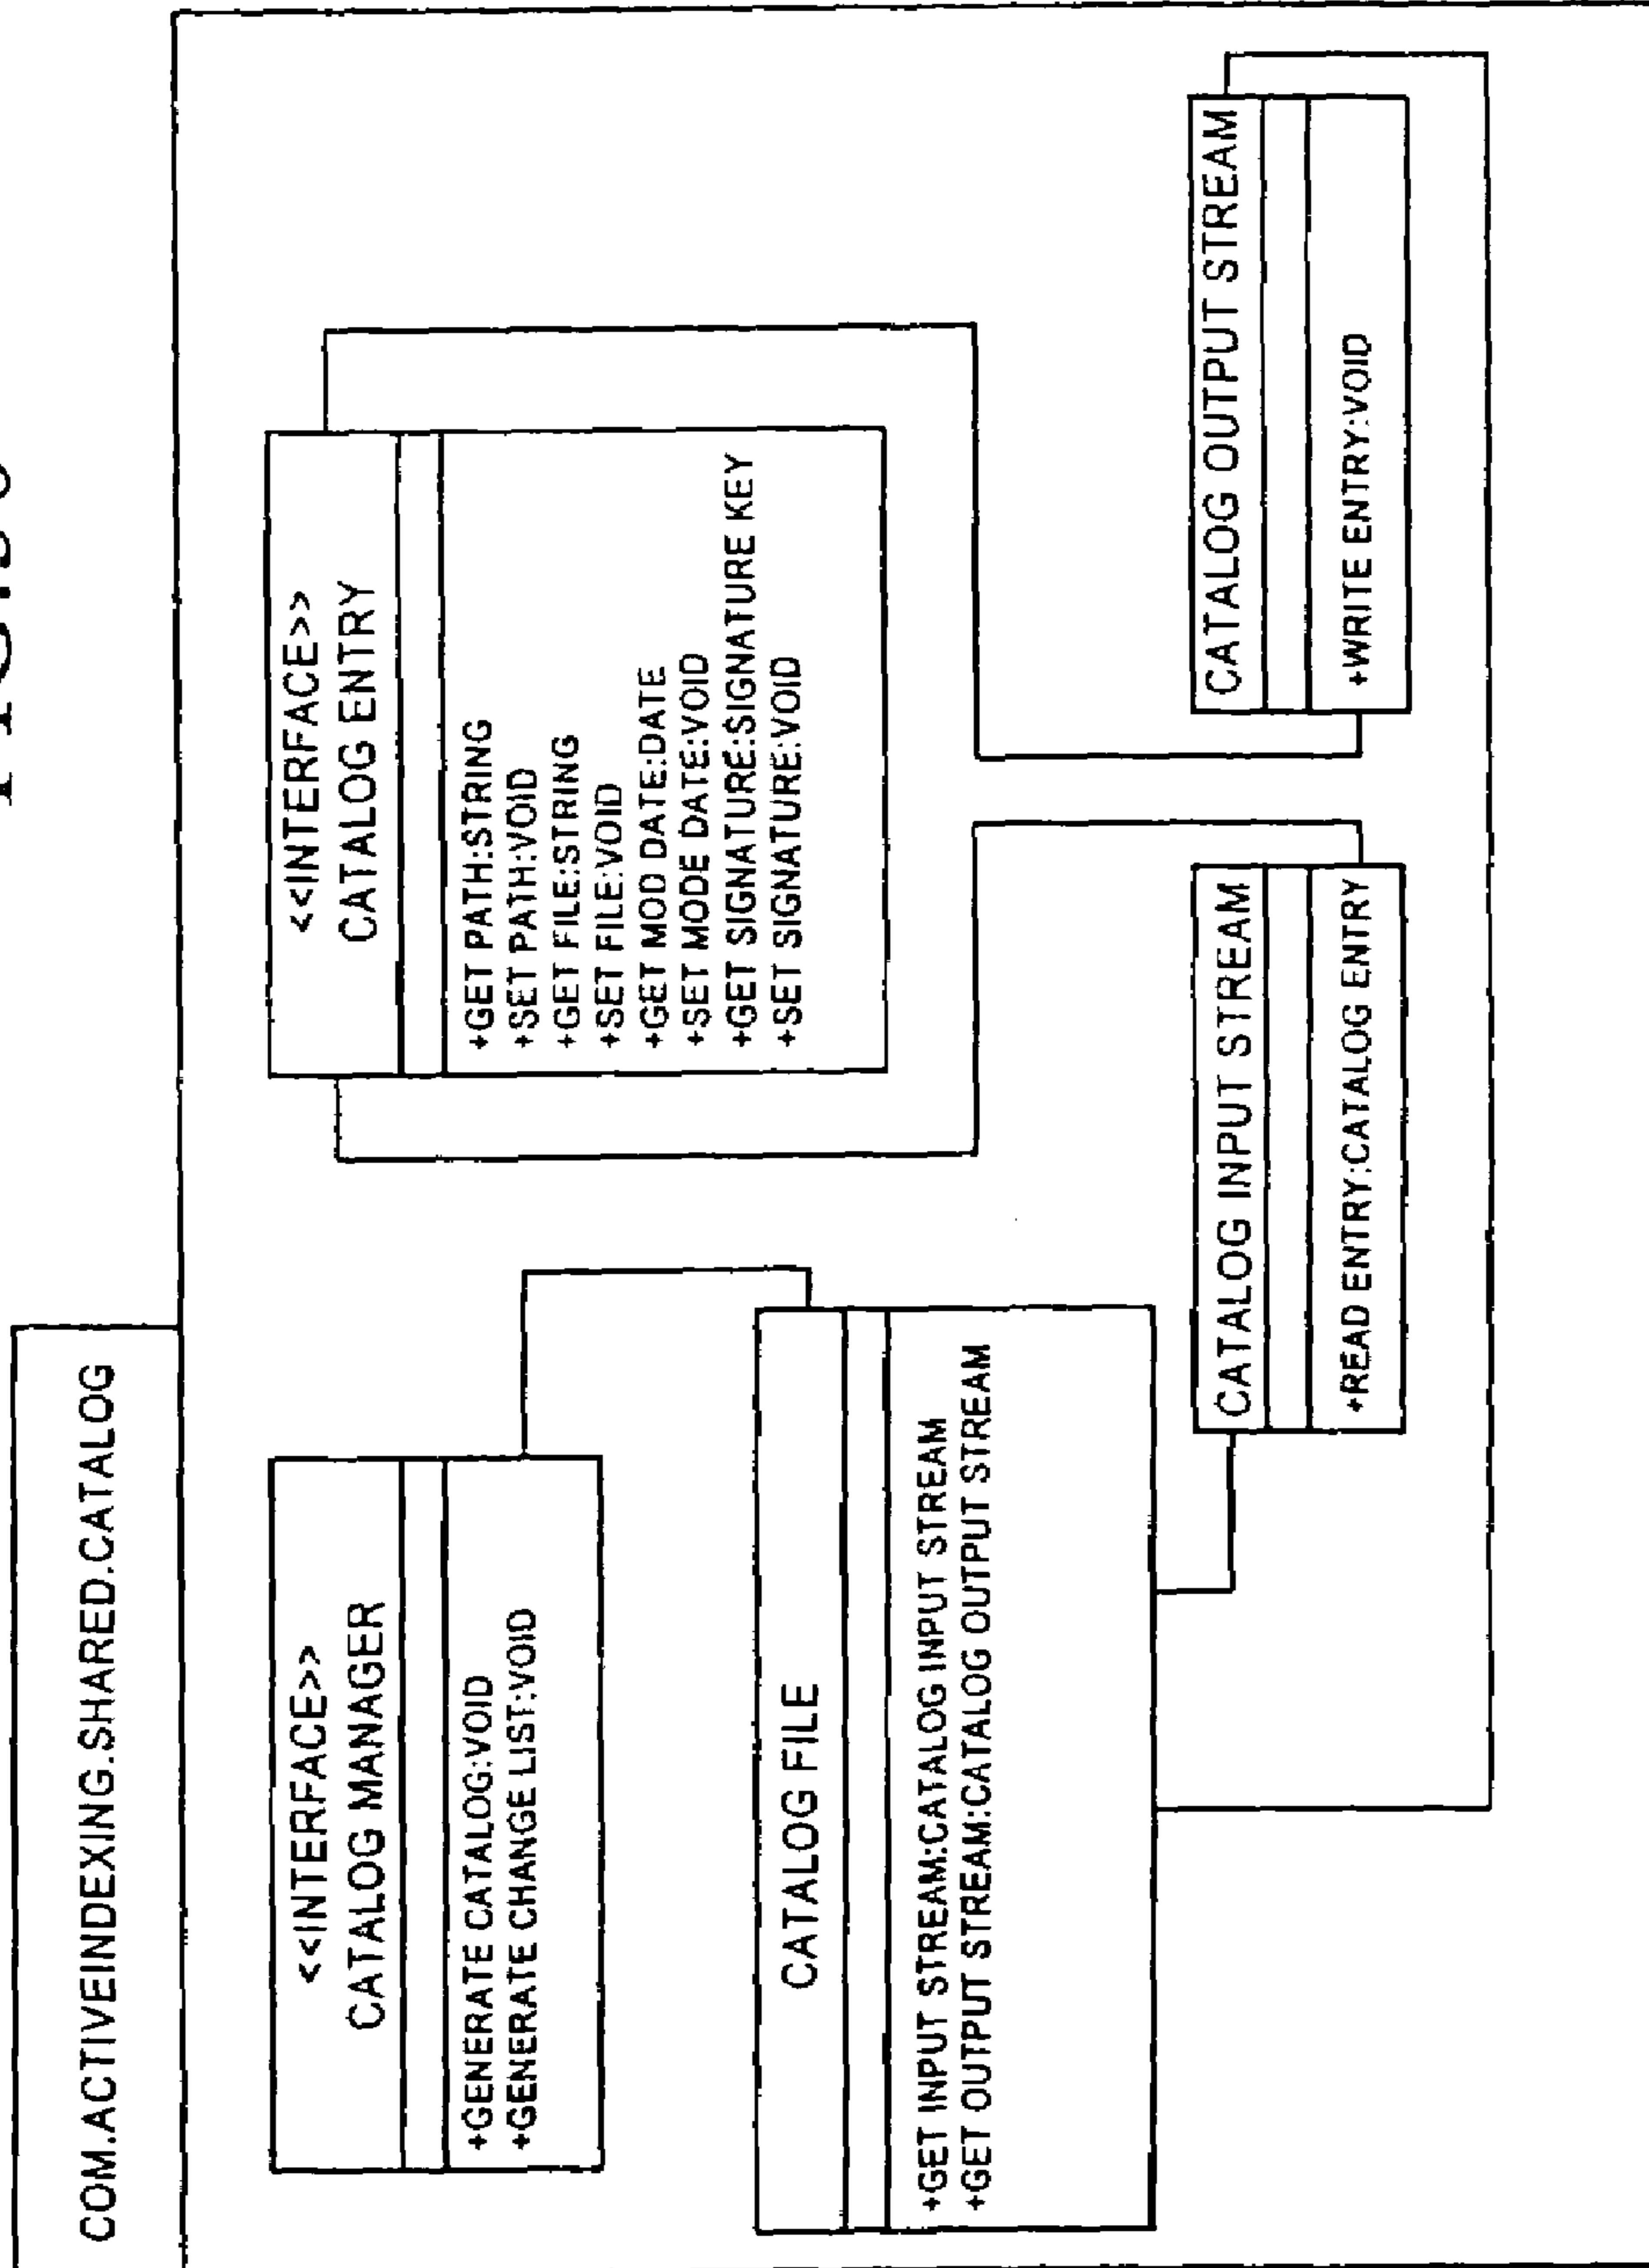 COM.ACTIVEINDEXING.SHARED.CATALOG
<<INTERFACE>>
CATALOG MANAGER
+GENERATE CATALOG:VOID
+GENERATE CHANGE LIST:VOID
<<INTERFACE>>
CATALOG ENTRY
+GET PATH:STRING
+SET PATH:VOID
+GET FILE:STRING
+SET FILE:VOID
+GET MOD DATE:DATE
+SET MODE DATE:VOID
+GET SIGNATURE:SIGNATURE KEY
+SET SIGNATURE:VOID
CATALOG FILE
+GET INPUT STREAM:CATALOG INPUT STREAM
+GET OUTPUT STREAM:CATALOG OUTPUT STREAM
CATALOG INPUT STREAM
+READ ENTRY:CATALOG ENTRY
CATALOG OUTPUT STREAM
+WRITE ENTRY:VOID